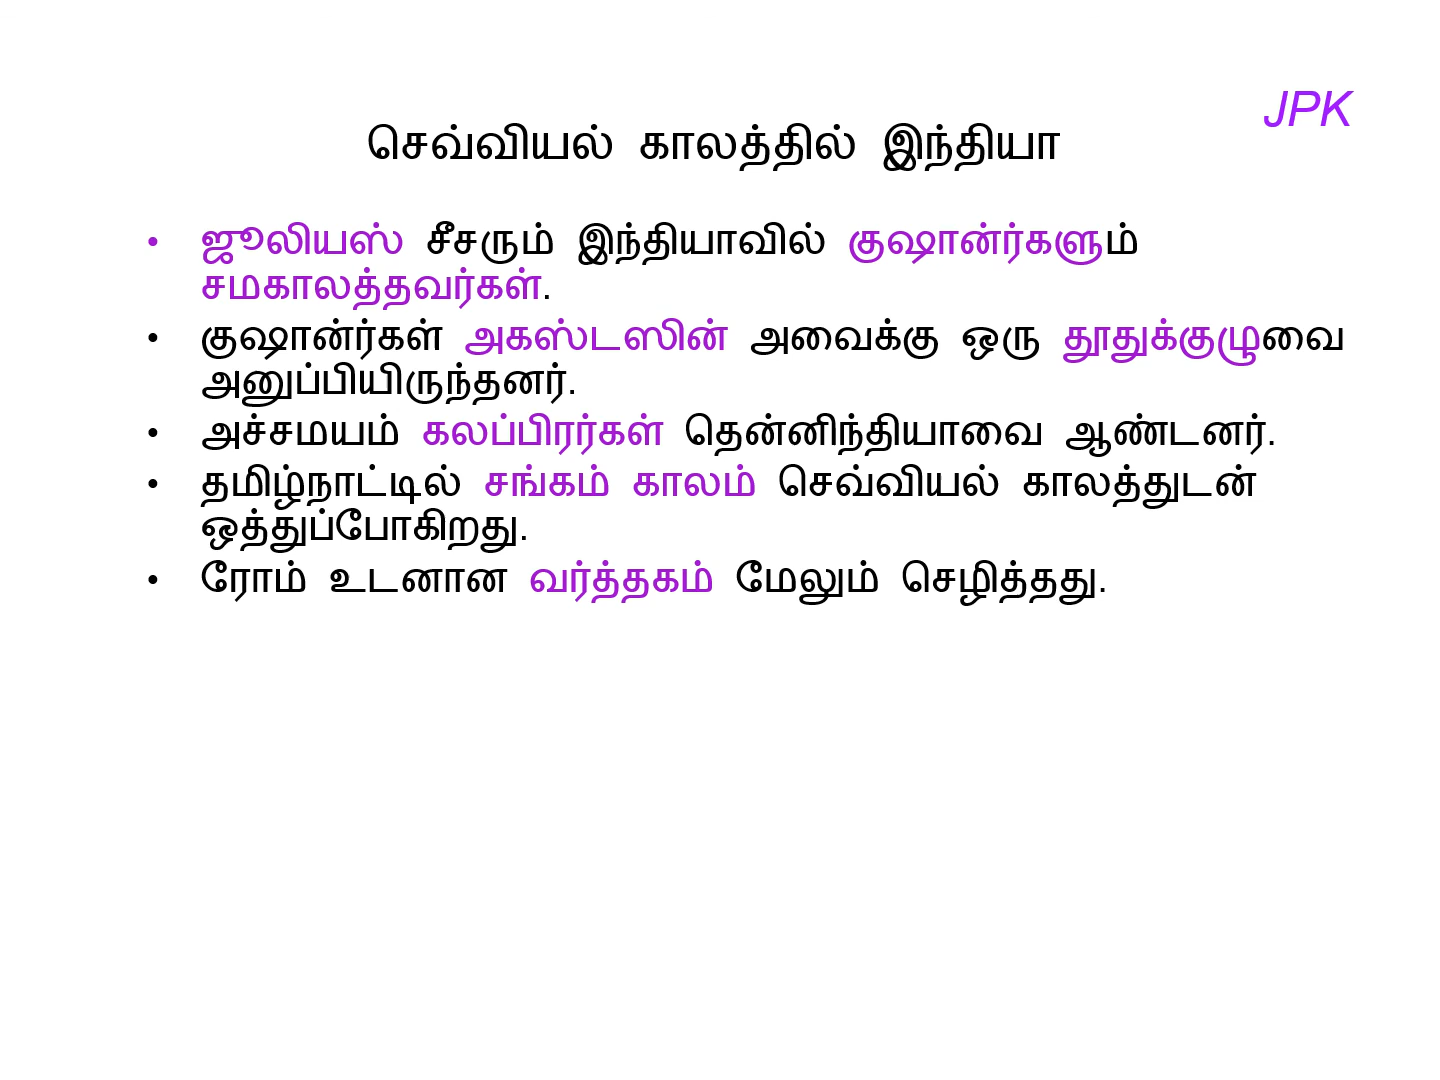 JPK
செவ்வியல் காலத்தில் இந்தியா
• ஜூலியஸ் சீசரும் இந்தியாவில் குஷான்ர்களும்
சமகாலத்தவர்கள்.
• குஷான்ர்கள் அகஸ்டஸின் அவைக்கு ஒரு தூதுக்குழுவை
அனுப்பியிருந்தனர்.
• அச்சமயம் கலப்பிரர்கள் தென்னிந்தியாவை ஆண்டனர்.
• தமிழ்நாட்டில் சங்கம் காலம் செவ்வியல் காலத்துடன்
ஒத்துப்போகிறது.
• ரோம் உடனான வர்த்தகம் மேலும் செழித்தது.